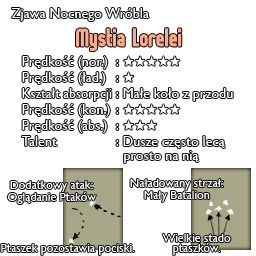 Zjawa Nocnego Wróbla
Mystia Lorelei
Prędkość (nor.) : ☆☆☆☆☆
Prędkość (ład.) : ☆
Kształt absorpcji : Małe koło z przodu
Prędkość (kon.) : ☆☆☆☆☆
Prędkość (abs.) : ☆☆☆
Talent : Dusze często lecą
prosto na nią
Dodatkowy atak:
Oglądanie Ptaków
Ptaszek pozostawia pociski.
Naładowany strzał:
Mały Batalion
Wielkie stado
ptaszków.